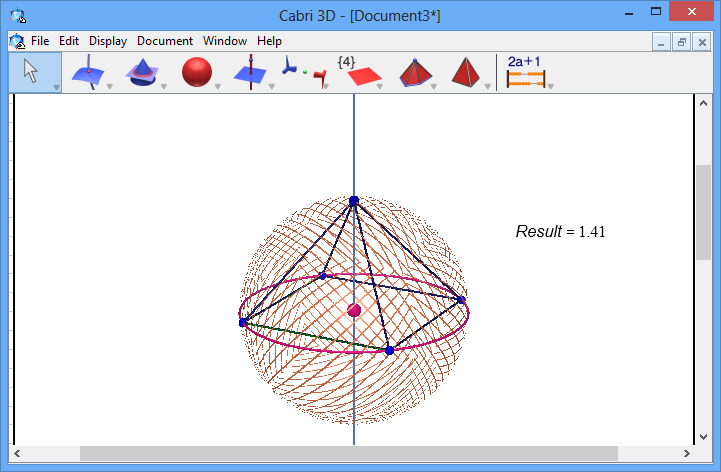 Cabri 3D - [Document3*]
File Edit Display Document Window Help
{4} 2a+1
Result = 1.41